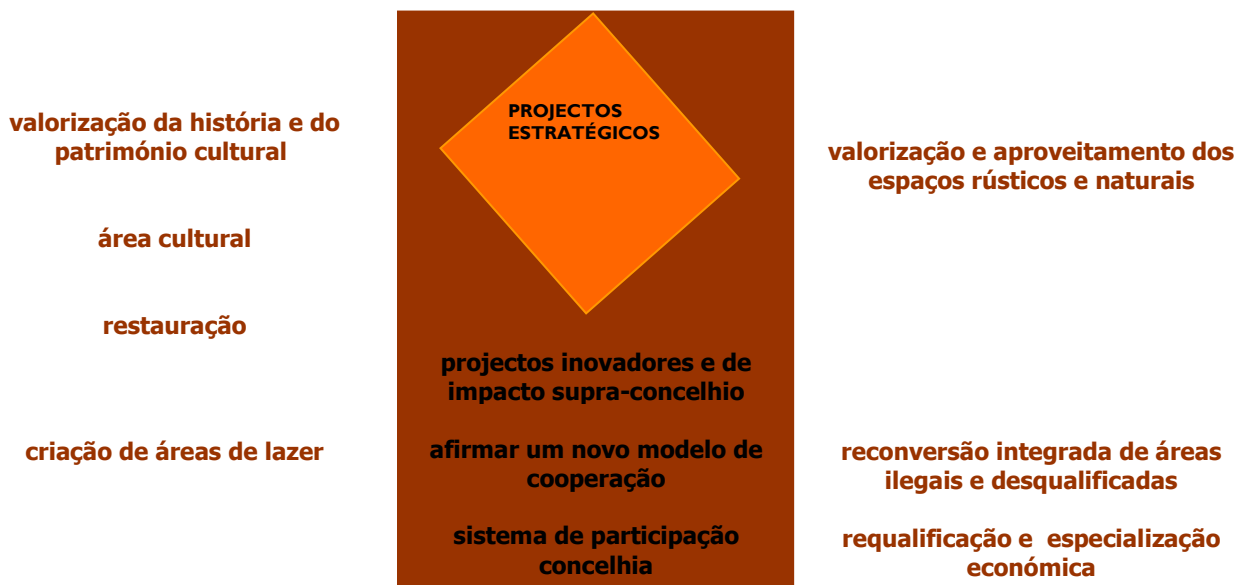 valorização da história e do
património cultural
área cultural
restauração
criação de áreas de lazer
PROJECTOS
ESTRATÉGICOS
projectos inovadores e de
impacto supra-concelhio
afirmar um novo modelo de
cooperação
sistema de participação
concelhia
valorização e aproveitamento dos
espaços rústicos e naturais
reconversão integrada de áreas
ilegais e desqualificadas
requalificação e especialização
económica